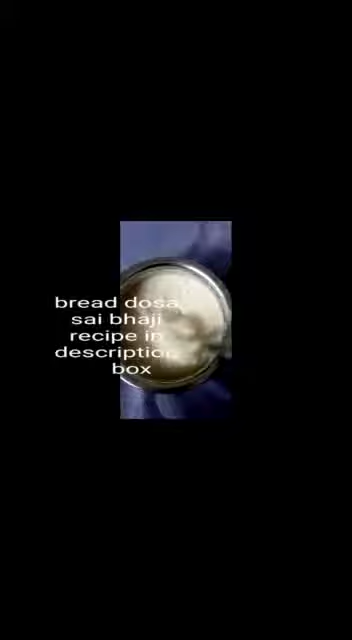 bread dosa
sai bhaji
recipe in
description
box